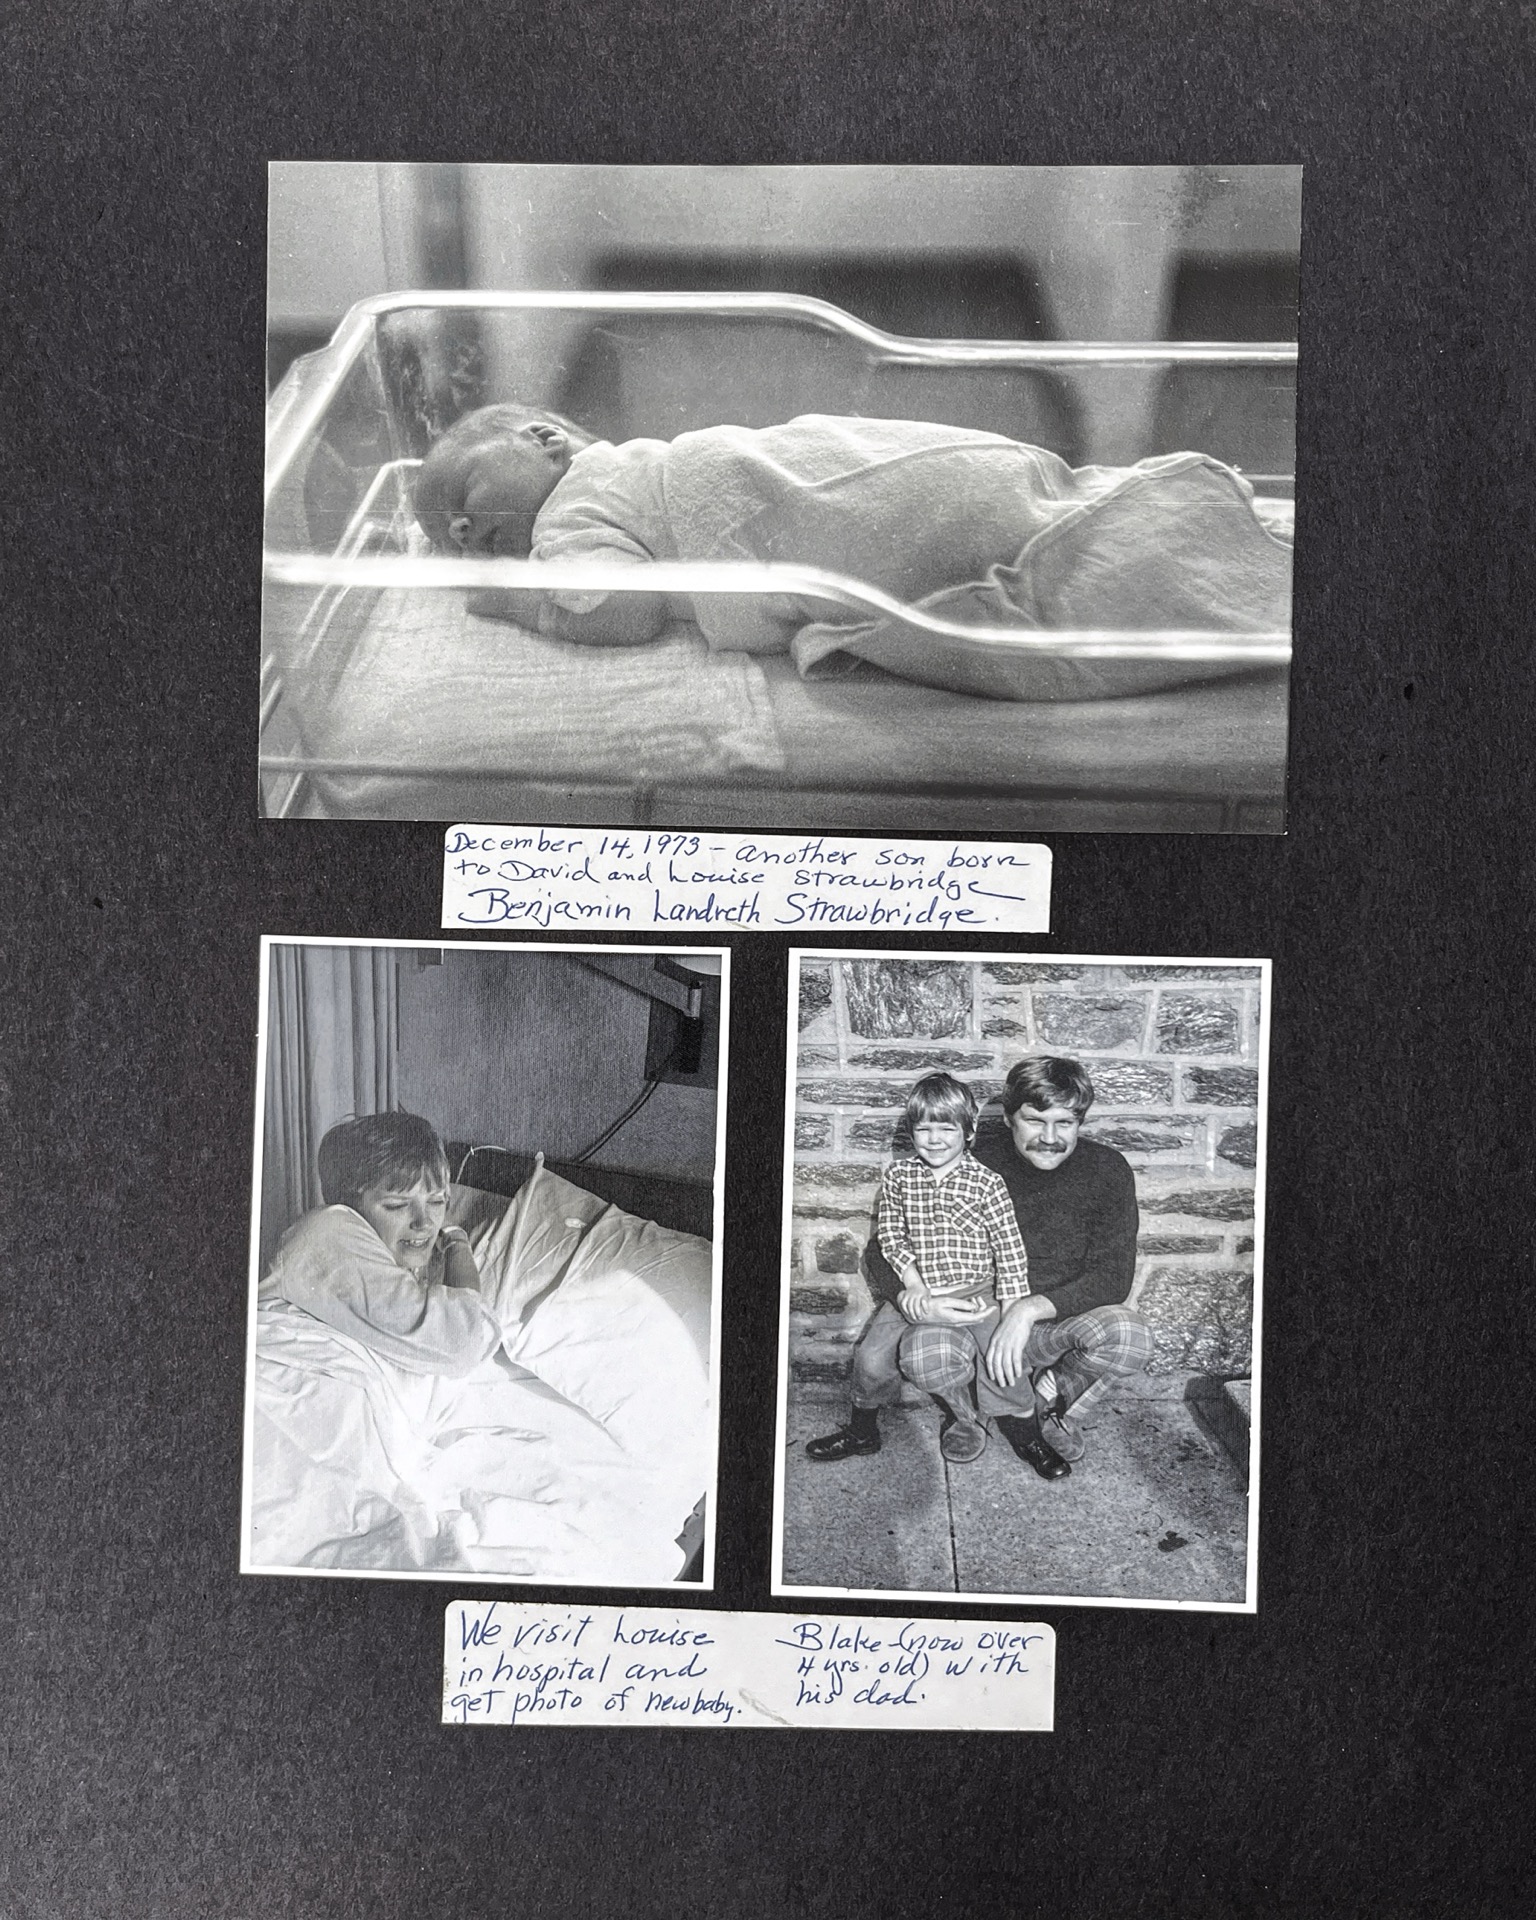 December 14, 1973 – another son born
to David and Louise Strawbridge
Benjamin Landreth Strawbridge.
We visit Louise
in hospital and
get photo of new baby.
Blake (now over
4 yrs. old) with
his dad.